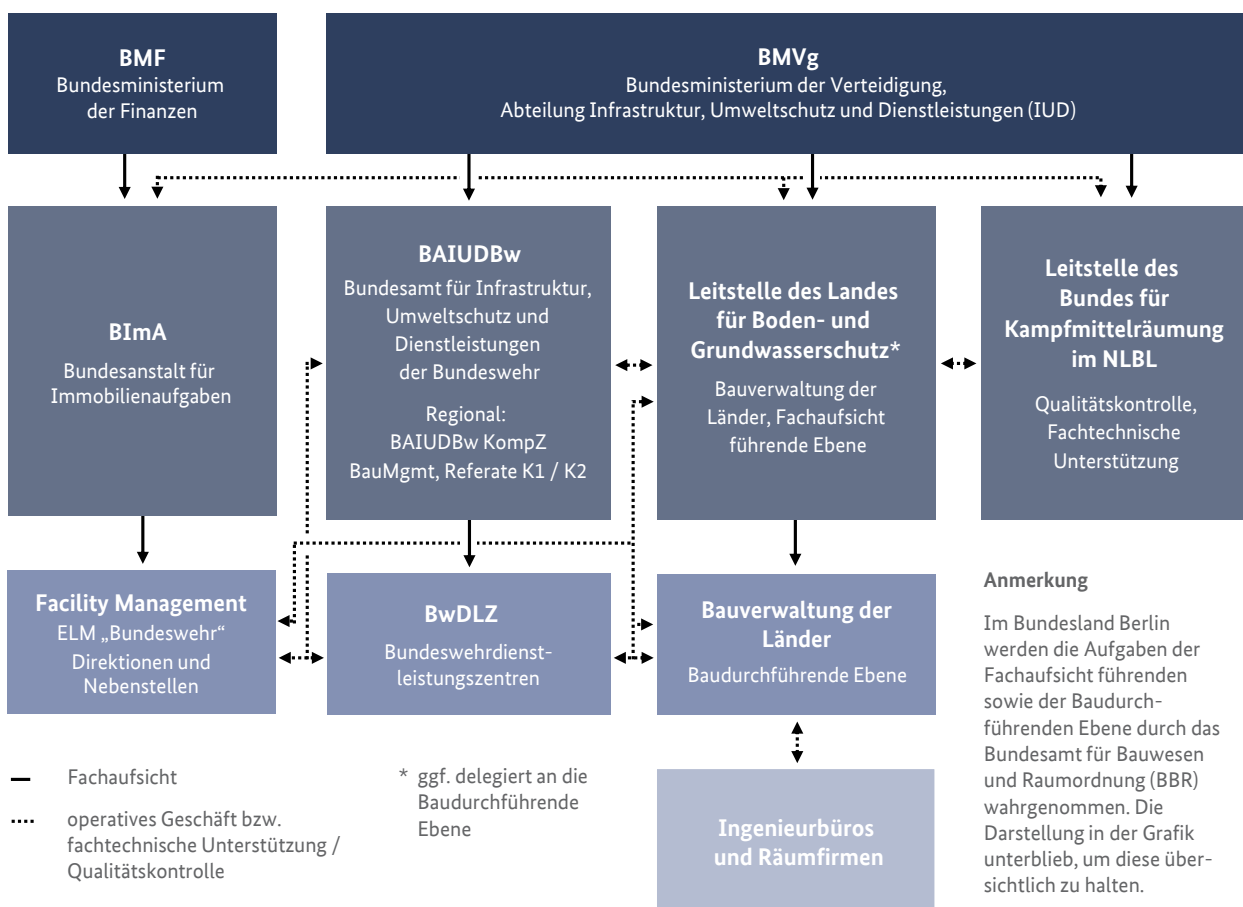 BMF
Bundesministerium
der Finanzen
BMVg
Bundesministerium der Verteidigung,
Abteilung Infrastruktur, Umweltschutz und Dienstleistungen (IUD)
BImA
Bundesanstalt für
Immobilienaufgaben
BAIUDBw
Bundesamt für Infrastruktur,
Umweltschutz und
Dienstleistungen
der Bundeswehr
Regional:
BAIUDBw KompZ
BauMgmt, Referate K1 / K2
Leitstelle des Landes
für Boden- und
Grundwasserschutz*
Bauverwaltung der
Länder, Fachaufsicht
führende Ebene
Leitstelle des
Bundes für
Kampfmittelräumung
im NLBL
Qualitätskontrolle,
Fachtechnische
Unterstützung
Facility Management
ELM „Bundeswehr“
Direktionen und
Nebenstellen
BwDLZ
Bundeswehrdienst-
leistungszentren
Bauverwaltung der
Länder
Baudurchführende Ebene
Ingenieurbüros
und Räumfirmen
Fachaufsicht
operatives Geschäft bzw.
fachtechnische Unterstützung /
Qualitätskontrolle
* ggf. delegiert an die
Baudurchführende
Ebene
Anmerkung
Im Bundesland Berlin
werden die Aufgaben der
Fachaufsicht führenden
sowie der Baudurch-
führenden Ebene durch das
Bundesamt für Bauwesen
und Raumordnung (BBR)
wahrgenommen. Die
Darstellung in der Grafik
unterblieb, um diese über-
sichtlich zu halten.